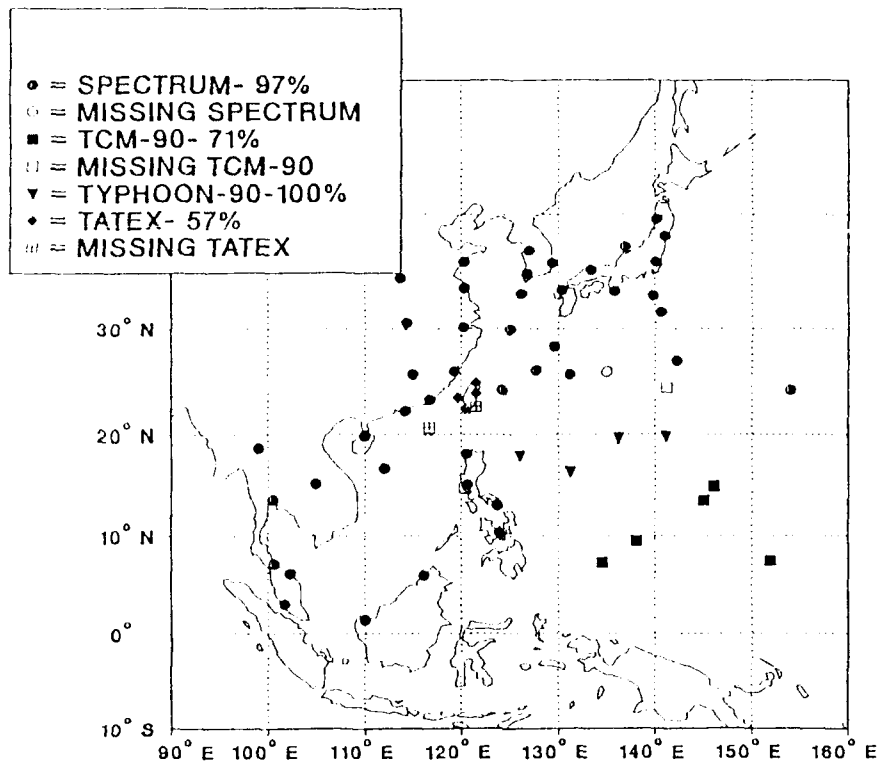 ● = SPECTRUM- 97%
○ = MISSING SPECTRUM
■ = TCM-90- 71%
□ = MISSING TCM-90
▼ = TYPHOON-90-100%
◆ = TATEX- 57%
⊞ = MISSING TATEX
30° N
20° N
10° N
0°
10° S
90° E 100° E 110° E 120° E 130° E 140° E 150° E 160° E